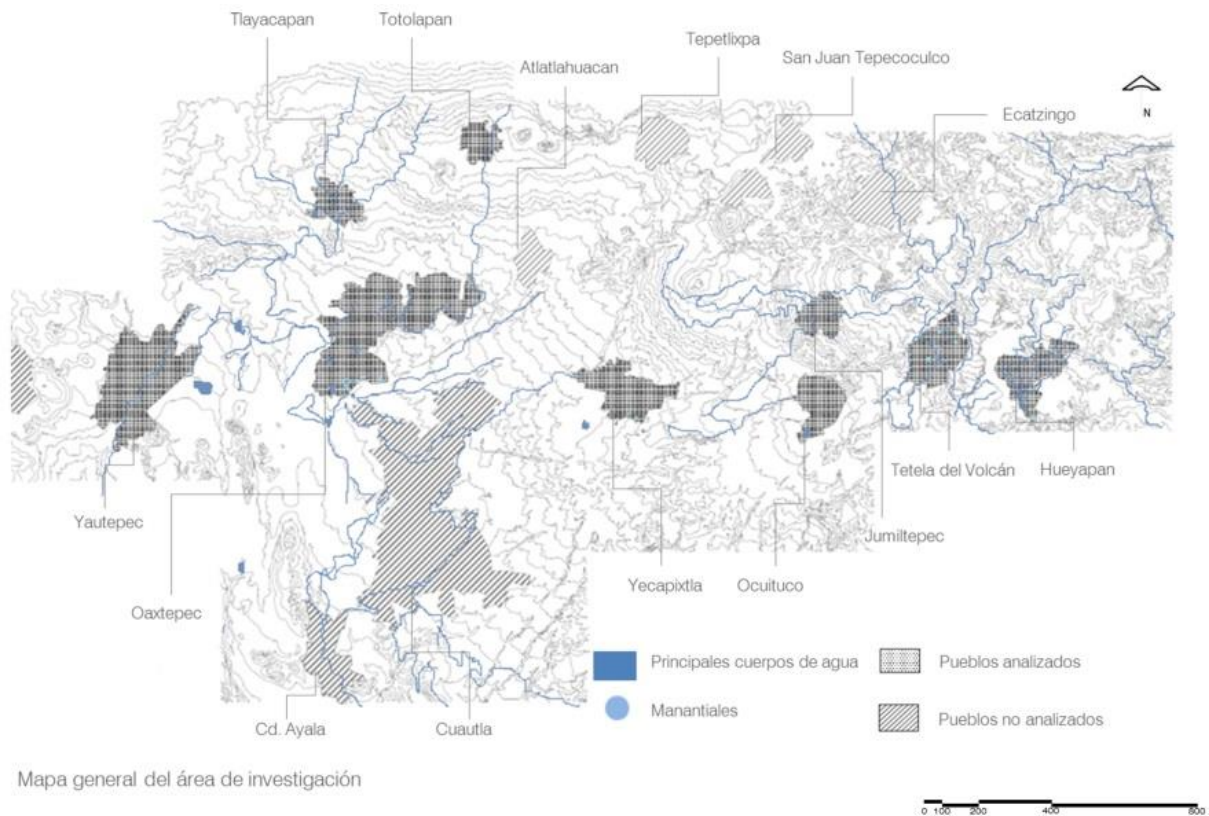 Tlayacapan
Totolapan
Atlatlahuacan
Tepetlixpa
San Juan Tepecoculco
Ecatzingo
N
Yautepec
Oaxtepec
Cd. Ayala
Cuautla
Yecapixtla
Ocuituco
Jumiltepec
Tetela del Volcán
Hueyapan
Principales cuerpos de agua
Manantiales
Pueblos analizados
Pueblos no analizados
Mapa general del área de investigación
0 100 200 400 800